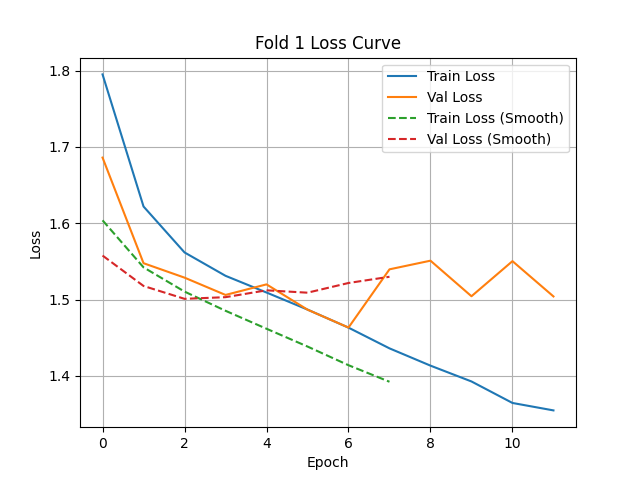 Fold 1 Loss Curve
Train Loss
Val Loss
Train Loss (Smooth)
Val Loss (Smooth)
Loss
1.8
1.7
1.6
1.5
1.4
0 2 4 6 8 10
Epoch